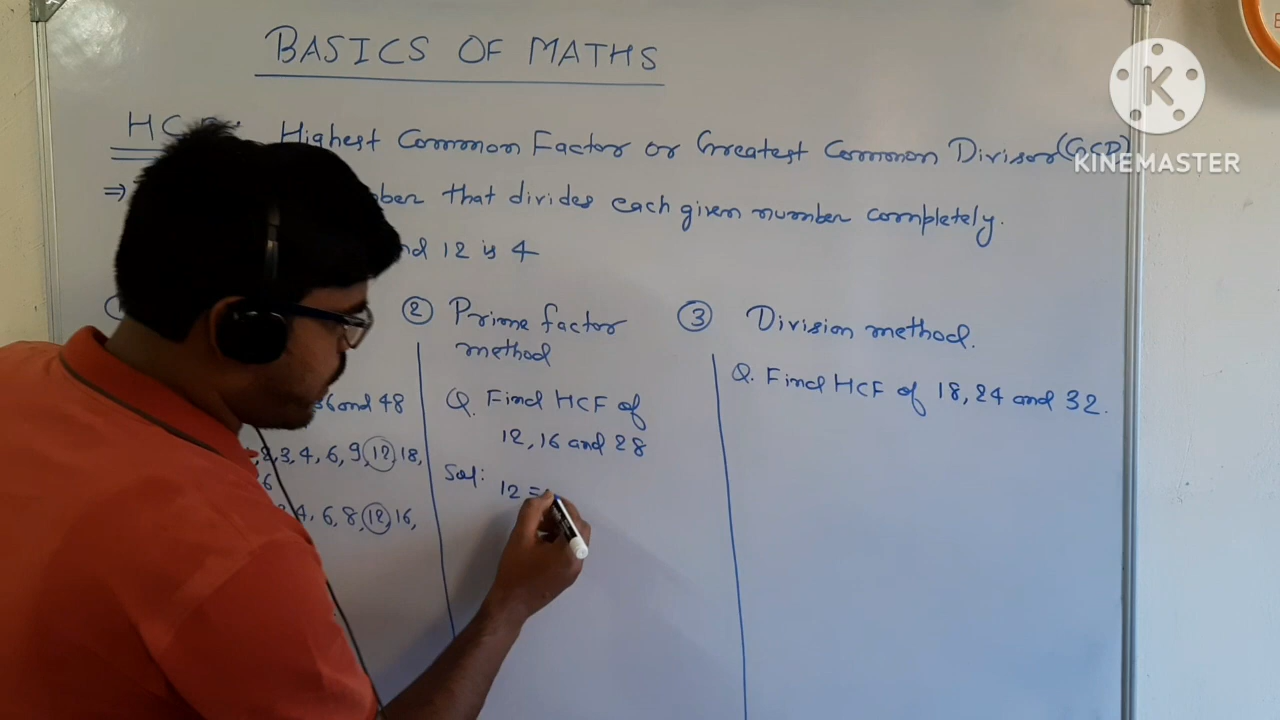 BASICS OF MATHS
Highest Common Factor or Greatest Common Divisor (GCD)
KINEMASTER
⇒ that divides each given number completely.
12 is 4
② Prime factor
method
③ Division method.
Q. Find HCF of 18, 24 and 32.
and 48
Q. Find HCF of
12, 16 and 28
3, 4, 6, 9, 12, 18,
Sol: 12 =
6
4, 6, 8, 12, 16,